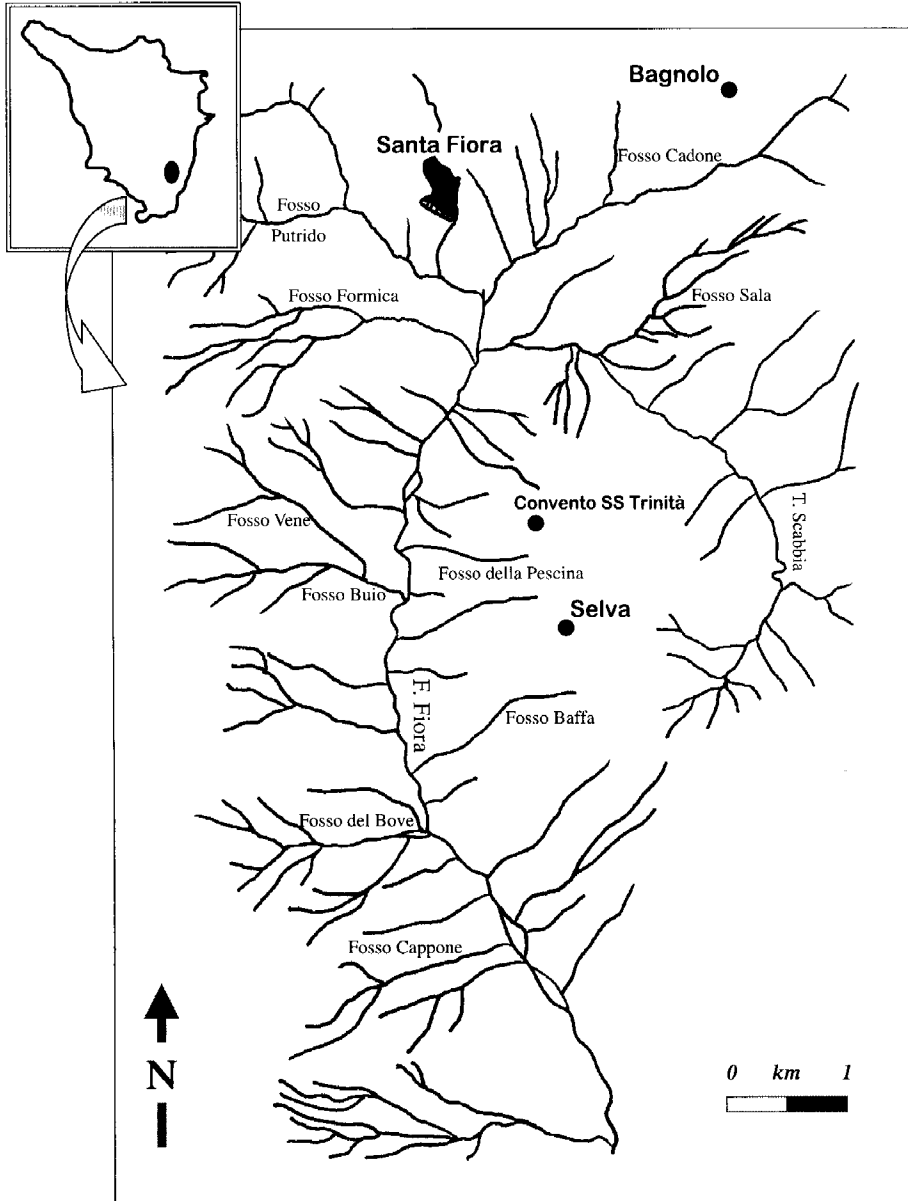 Bagnolo
Santa Fiora
Fosso Cadone
Fosso
Putrido
Fosso Formica
Fosso Sala
Convento SS Trinità
T. Scabbia
Fosso Vene
Fosso della Pescina
Fosso Buio
Selva
F. Fiora
Fosso Baffa
Fosso del Bove
Fosso Cappone
N
0 km 1